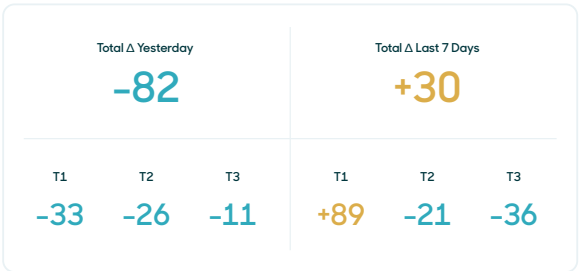 Total Δ Yesterday
-82
T1 T2 T3
-33 -26 -11
Total Δ Last 7 Days
+30
T1 T2 T3
+89 -21 -36